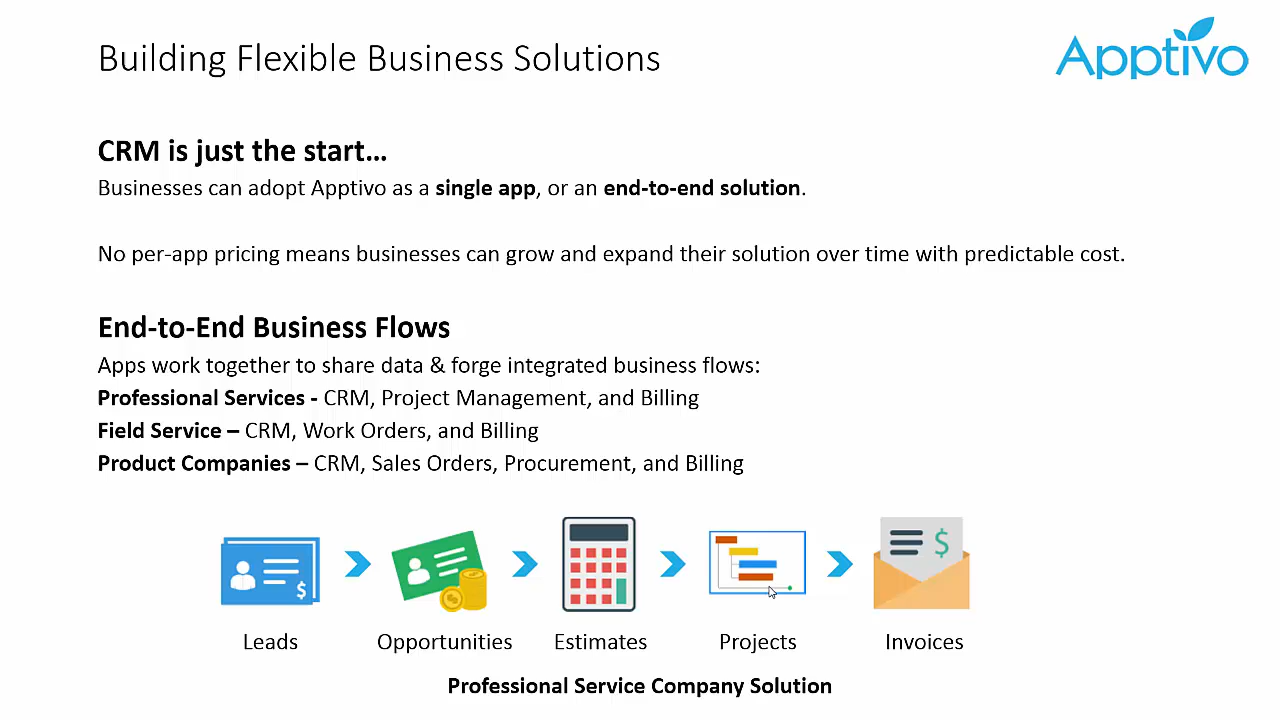 Building Flexible Business Solutions
Apptivo
CRM is just the start…
Businesses can adopt Apptivo as a single app, or an end-to-end solution.
No per-app pricing means businesses can grow and expand their solution over time with predictable cost.
End-to-End Business Flows
Apps work together to share data & forge integrated business flows:
Professional Services - CRM, Project Management, and Billing
Field Service – CRM, Work Orders, and Billing
Product Companies – CRM, Sales Orders, Procurement, and Billing
$ $
Leads Opportunities Estimates Projects Invoices
Professional Service Company Solution